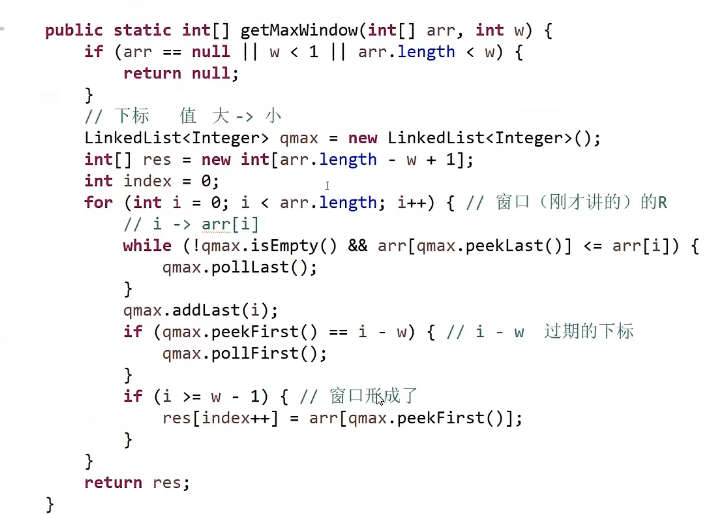 public static int[] getMaxWindow(int[] arr, int w) {
    if (arr == null || w < 1 || arr.length < w) {
        return null;
    }
    // 下标   值  大 -> 小
    LinkedList<Integer> qmax = new LinkedList<Integer>();
    int[] res = new int[arr.length - w + 1];
    int index = 0;
    for (int i = 0; i < arr.length; i++) { // 窗口（刚才讲的）的R
        // i -> arr[i]
        while (!qmax.isEmpty() && arr[qmax.peekLast()] <= arr[i]) {
            qmax.pollLast();
        }
        qmax.addLast(i);
        if (qmax.peekFirst() == i - w) { // i - w  过期的下标
            qmax.pollFirst();
        }
        if (i >= w - 1) { // 窗口形成了
            res[index++] = arr[qmax.peekFirst()];
        }
    }
    return res;
}